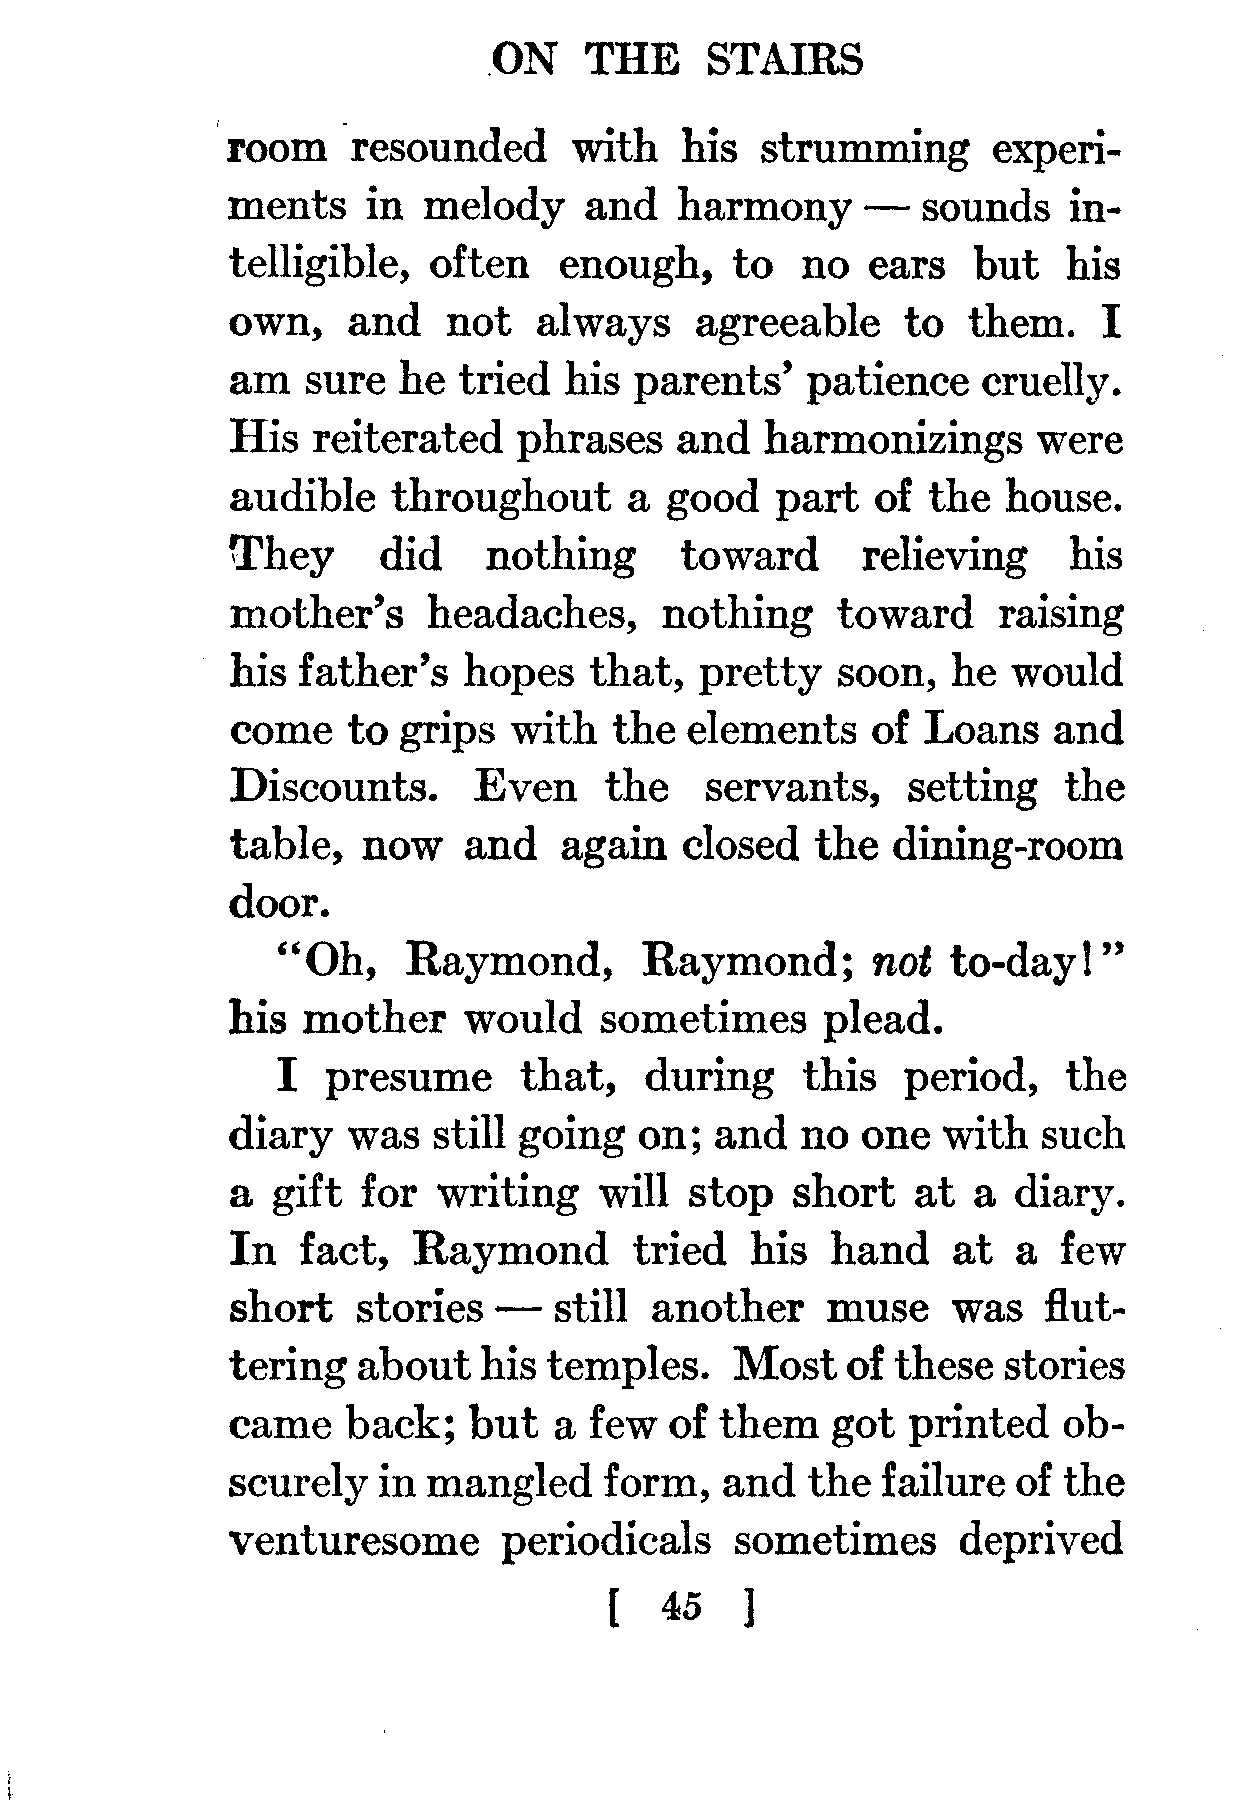 ON THE STAIRS
room resounded with his strumming experi-
ments in melody and harmony — sounds in-
telligible, often enough, to no ears but his
own, and not always agreeable to them. I
am sure he tried his parents' patience cruelly.
His reiterated phrases and harmonizings were
audible throughout a good part of the house.
They did nothing toward relieving his
mother's headaches, nothing toward raising
his father's hopes that, pretty soon, he would
come to grips with the elements of Loans and
Discounts. Even the servants, setting the
table, now and again closed the dining-room
door.
"Oh, Raymond, Raymond; not to-day!"
his mother would sometimes plead.
I presume that, during this period, the
diary was still going on; and no one with such
a gift for writing will stop short at a diary.
In fact, Raymond tried his hand at a few
short stories — still another muse was flut-
tering about his temples. Most of these stories
came back; but a few of them got printed ob-
scurely in mangled form, and the failure of the
venturesome periodicals sometimes deprived
[ 45 ]